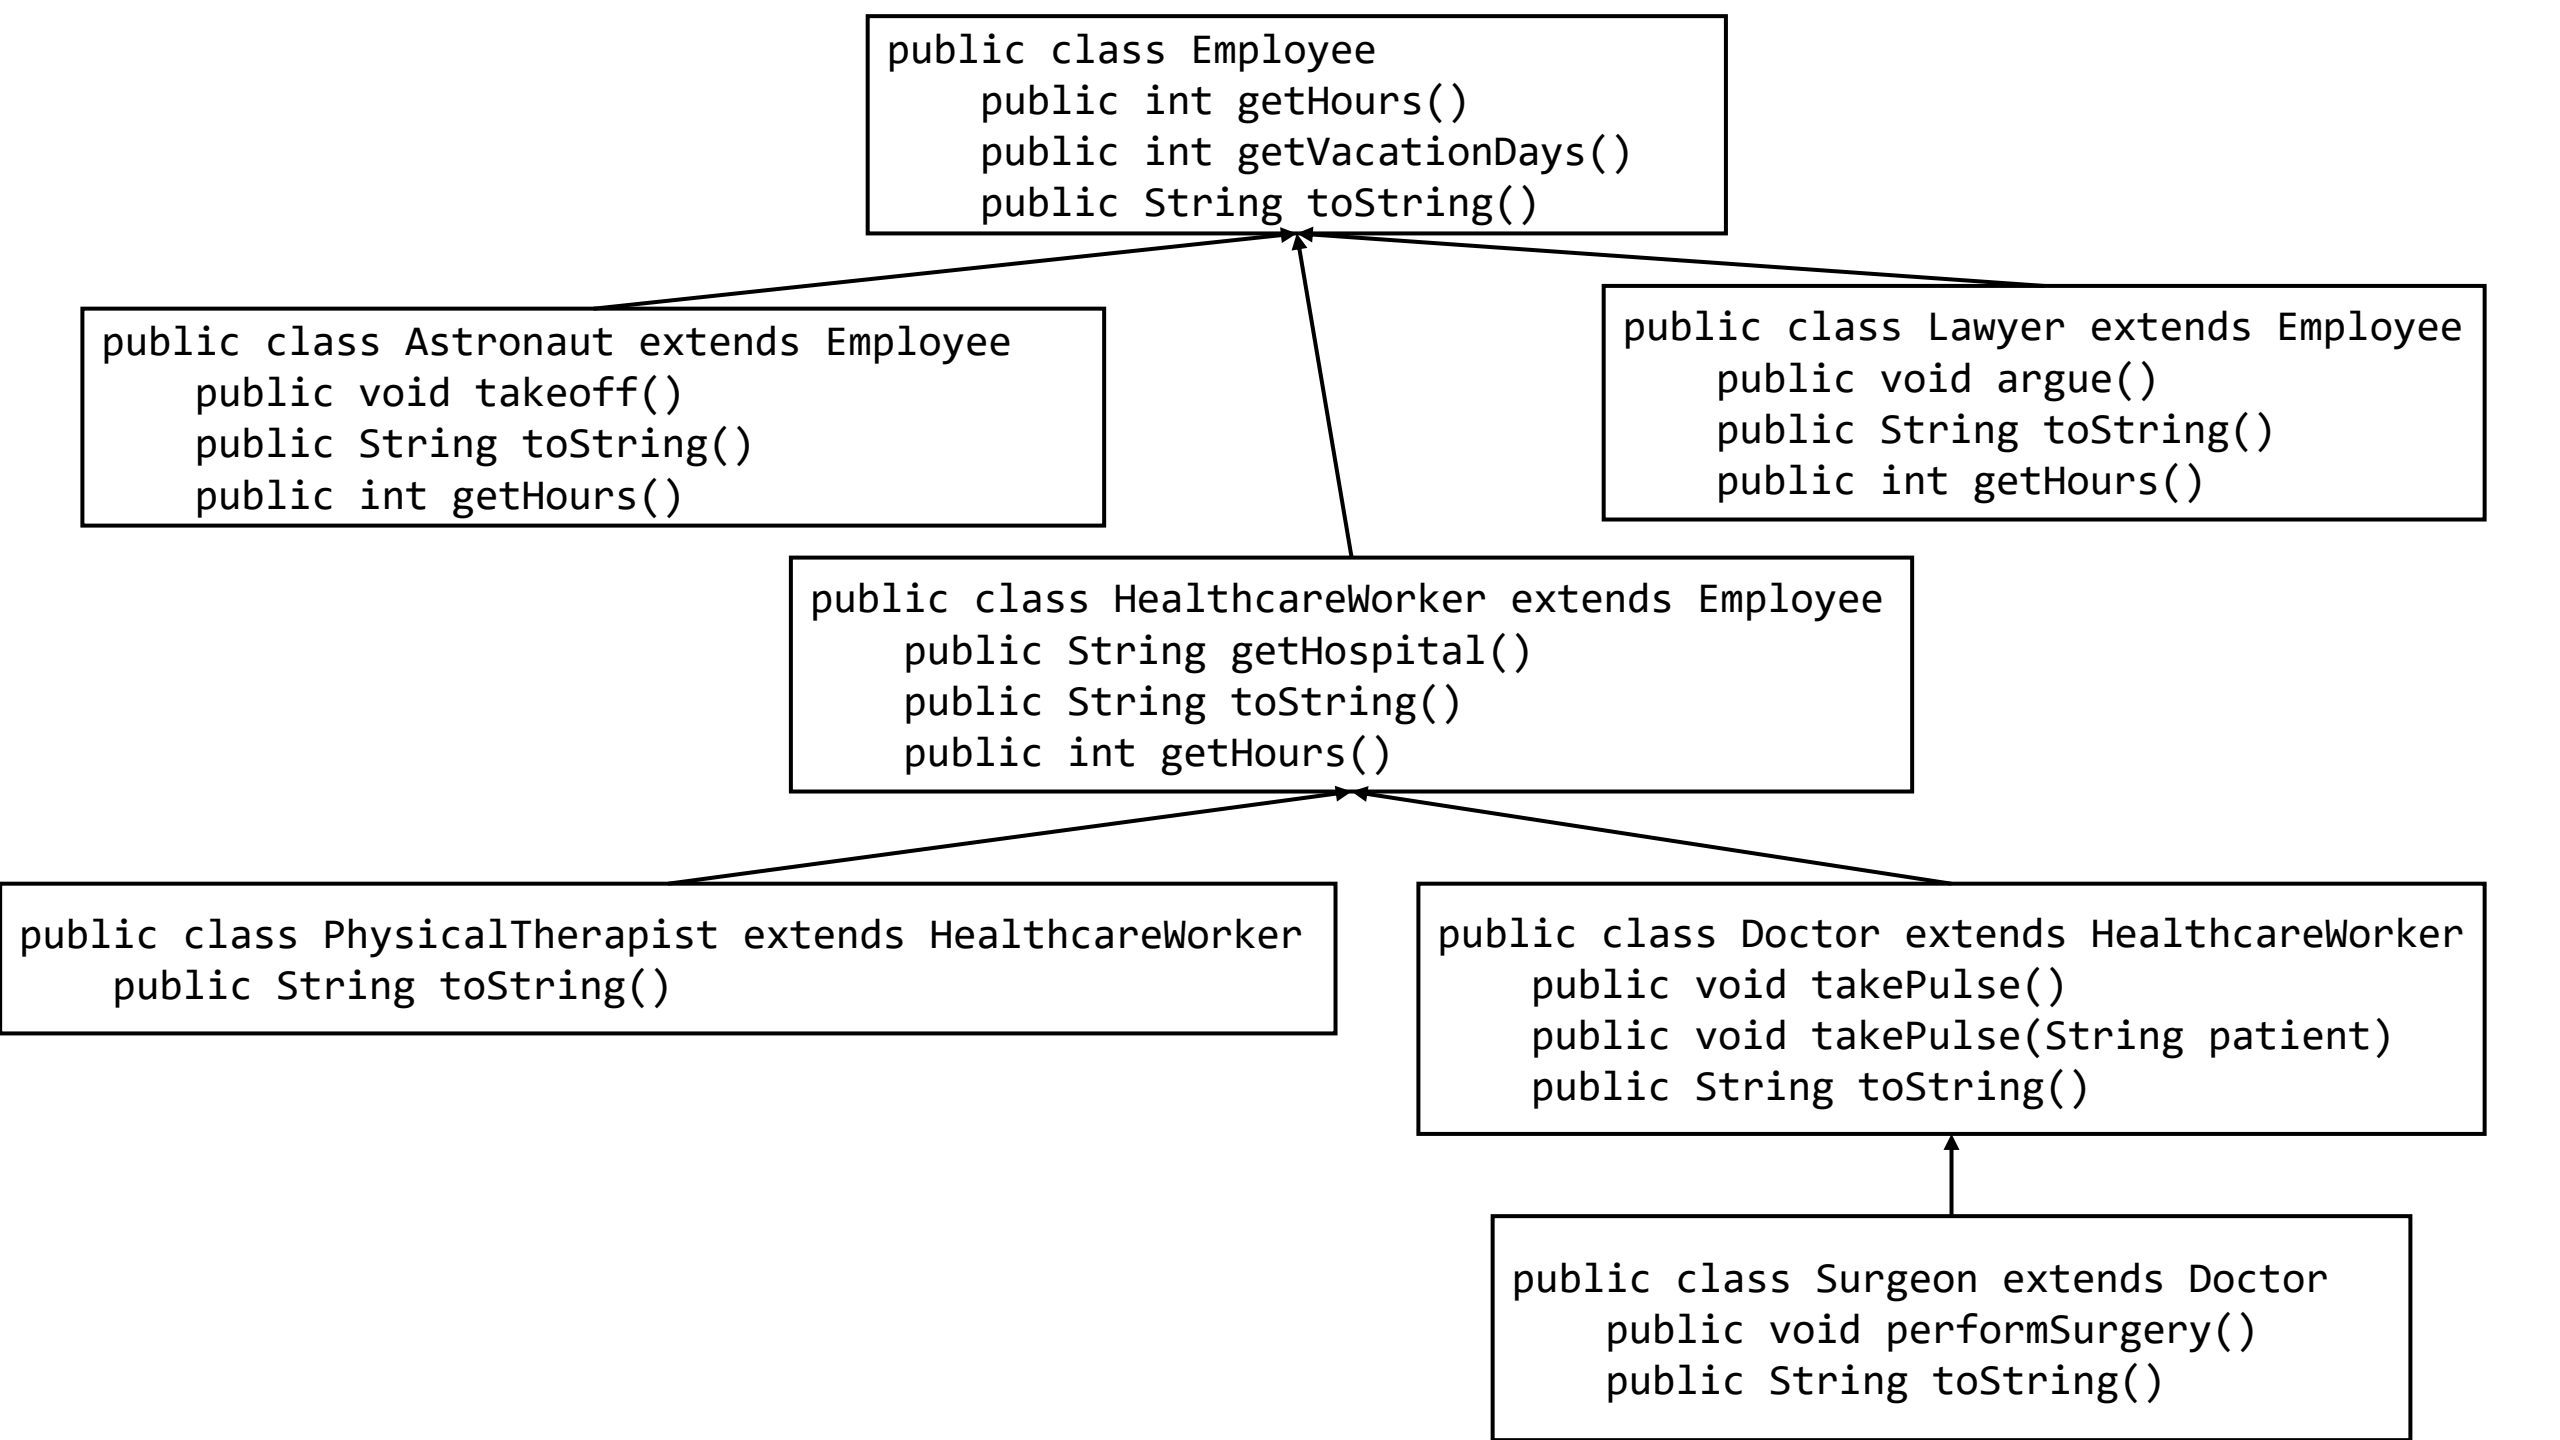 public class Employee
    public int getHours()
    public int getVacationDays()
    public String toString()
public class Astronaut extends Employee
    public void takeoff()
    public String toString()
    public int getHours()
public class Lawyer extends Employee
    public void argue()
    public String toString()
    public int getHours()
public class HealthcareWorker extends Employee
    public String getHospital()
    public String toString()
    public int getHours()
public class PhysicalTherapist extends HealthcareWorker
    public String toString()
public class Doctor extends HealthcareWorker
    public void takePulse()
    public void takePulse(String patient)
    public String toString()
public class Surgeon extends Doctor
    public void performSurgery()
    public String toString()